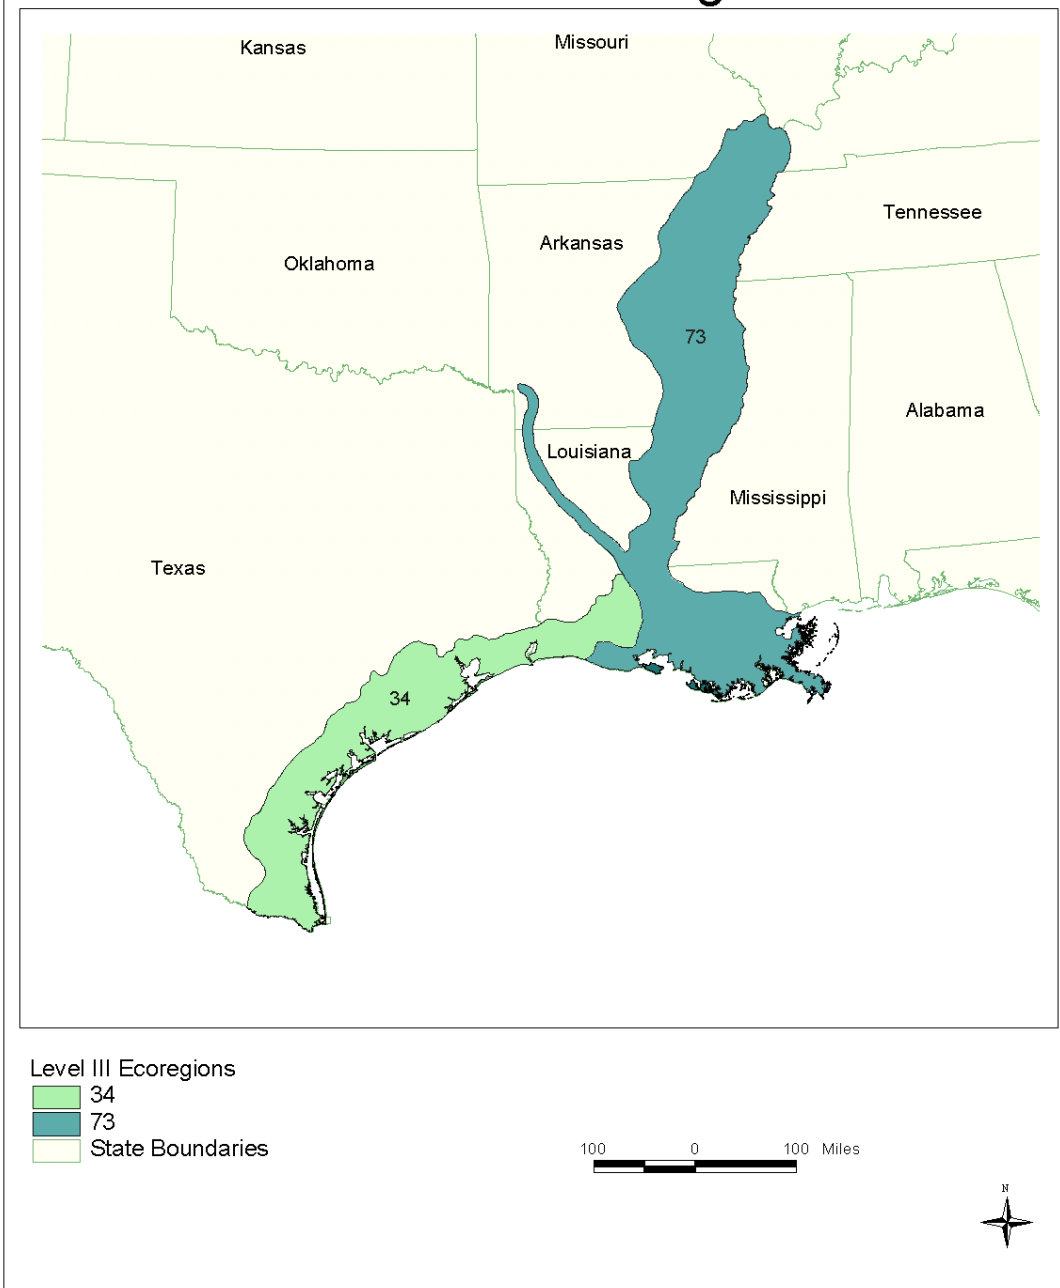 Kansas
Missouri
Tennessee
Arkansas
Oklahoma
73
Alabama
Louisiana
Mississippi
Texas
34
Level III Ecoregions
34
73
State Boundaries
100 0 100 Miles
N